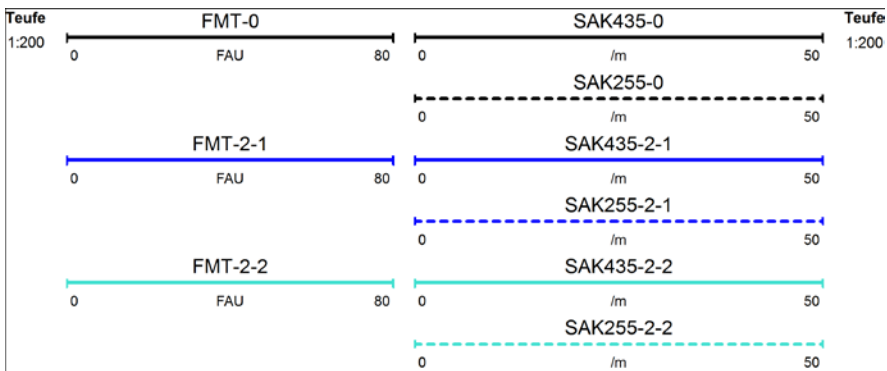 Teufe FMT-0 SAK435-0 Teufe
1:200 0 FAU 80 0 /m 50 1:200
SAK255-0
0 /m 50
FMT-2-1 SAK435-2-1
0 FAU 80 0 /m 50
SAK255-2-1
0 /m 50
FMT-2-2 SAK435-2-2
0 FAU 80 0 /m 50
SAK255-2-2
0 /m 50